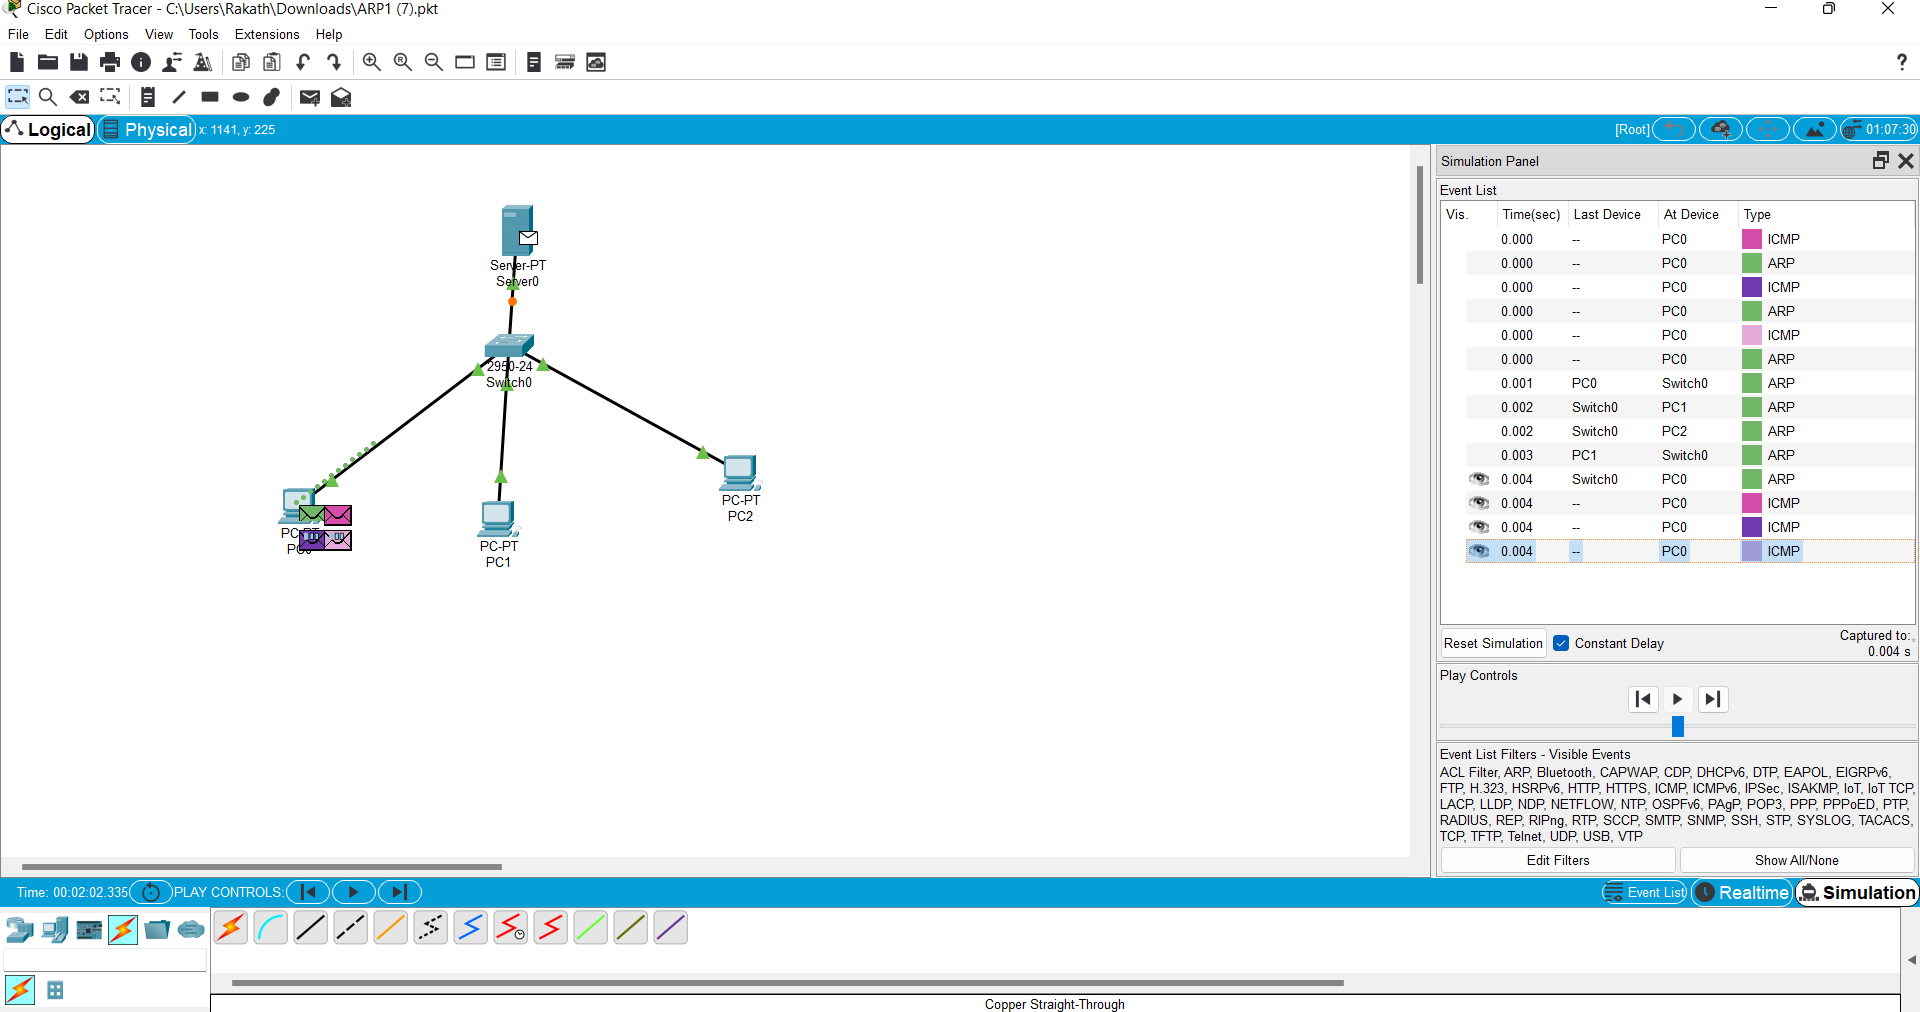 Cisco Packet Tracer - C:\Users\Rakath\Downloads\ARP1 (7).pkt
File Edit Options View Tools Extensions Help
?
Logical Physical x: 1141, y: 225 [Root] 01:07:30
Server-PT
Server0
2950-24
Switch0
PC-PT
PC0
PC-PT
PC1
PC-PT
PC2
Simulation Panel
Event List
Vis. Time(sec) Last Device At Device Type
0.000 -- PC0 ICMP
0.000 -- PC0 ARP
0.000 -- PC0 ICMP
0.000 -- PC0 ARP
0.000 -- PC0 ICMP
0.000 -- PC0 ARP
0.001 PC0 Switch0 ARP
0.002 Switch0 PC1 ARP
0.002 Switch0 PC2 ARP
0.003 PC1 Switch0 ARP
0.004 Switch0 PC0 ARP
0.004 -- PC0 ICMP
0.004 -- PC0 ICMP
0.004 -- PC0 ICMP
Reset Simulation Constant Delay Captured to:
0.004 s
Play Controls
Event List Filters - Visible Events
ACL Filter, ARP, Bluetooth, CAPWAP, CDP, DHCPv6, DTP, EAPOL, EIGRPv6,
FTP, H.323, HSRPv6, HTTP, HTTPS, ICMP, ICMPv6, IPSec, ISAKMP, IoT, IoT TCP,
LACP, LLDP, NDP, NETFLOW, NTP, OSPFv6, PAgP, POP3, PPP, PPPoED, PTP,
RADIUS, REP, RIPng, RTP, SCCP, SMTP, SNMP, SSH, STP, SYSLOG, TACACS,
TCP, TFTP, Telnet, UDP, USB, VTP
Edit Filters Show All/None
Time: 00:02:02.335 PLAY CONTROLS: Event List Realtime Simulation
Copper Straight-Through